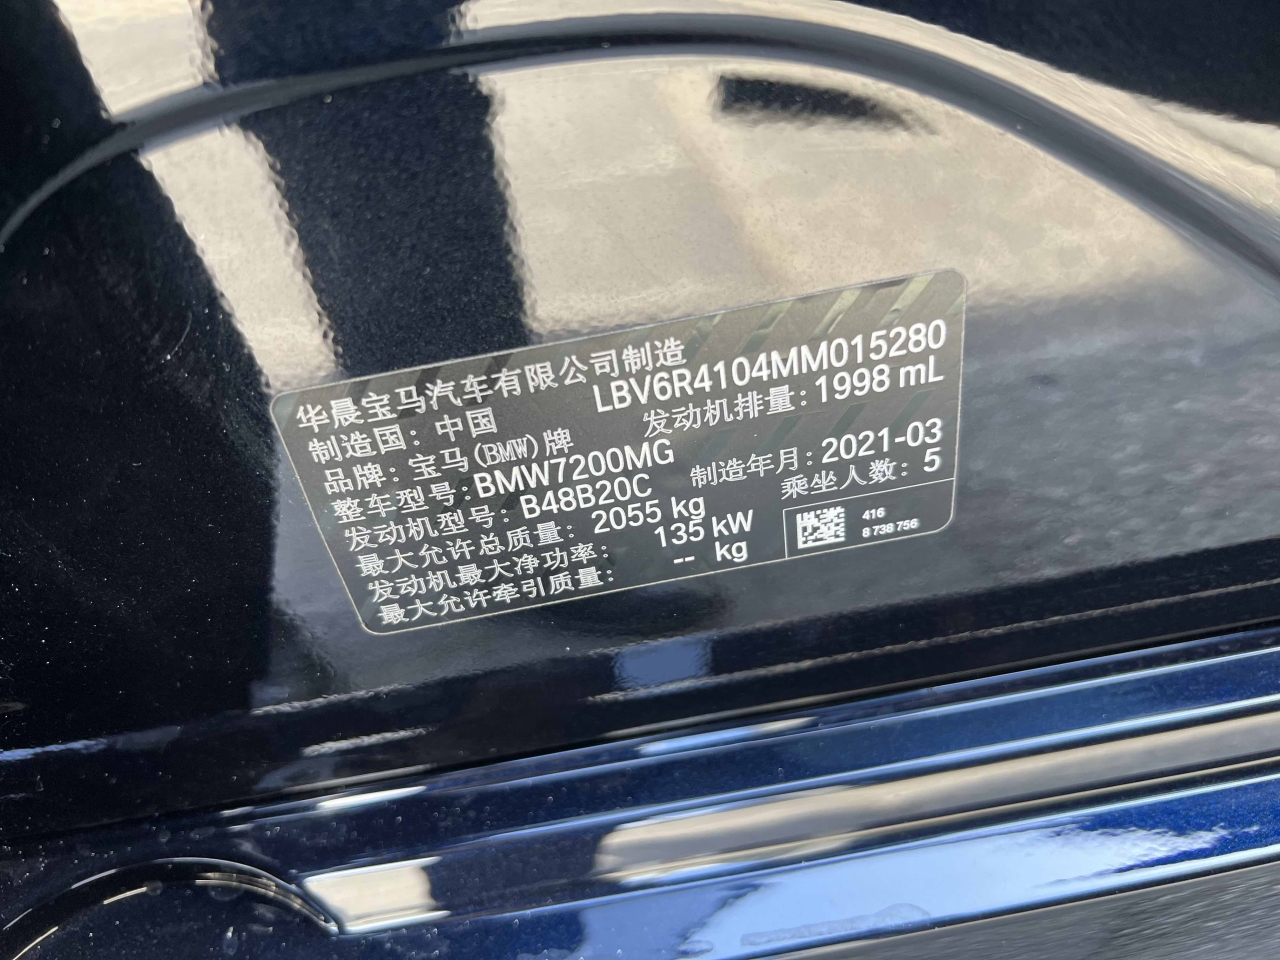 华晨宝马汽车有限公司制造
LBV6R4104MM015280
制造国：中国
发动机排量：1998 mL
品牌：宝马(BMW)牌
整车型号：BMW7200MG
制造年月：2021-03
发动机型号：B48B20C
乘坐人数：5
最大允许总质量：2055 kg
发动机最大净功率：135 kW
最大允许牵引质量：-- kg
416
8 738 756